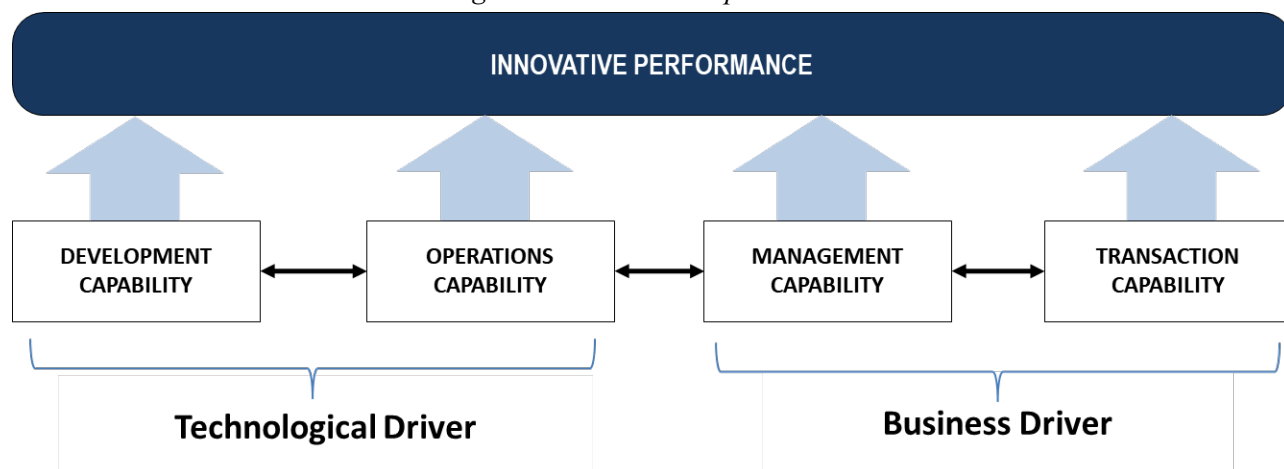 INNOVATIVE PERFORMANCE
DEVELOPMENT
CAPABILITY
OPERATIONS
CAPABILITY
MANAGEMENT
CAPABILITY
TRANSACTION
CAPABILITY
Technological Driver
Business Driver